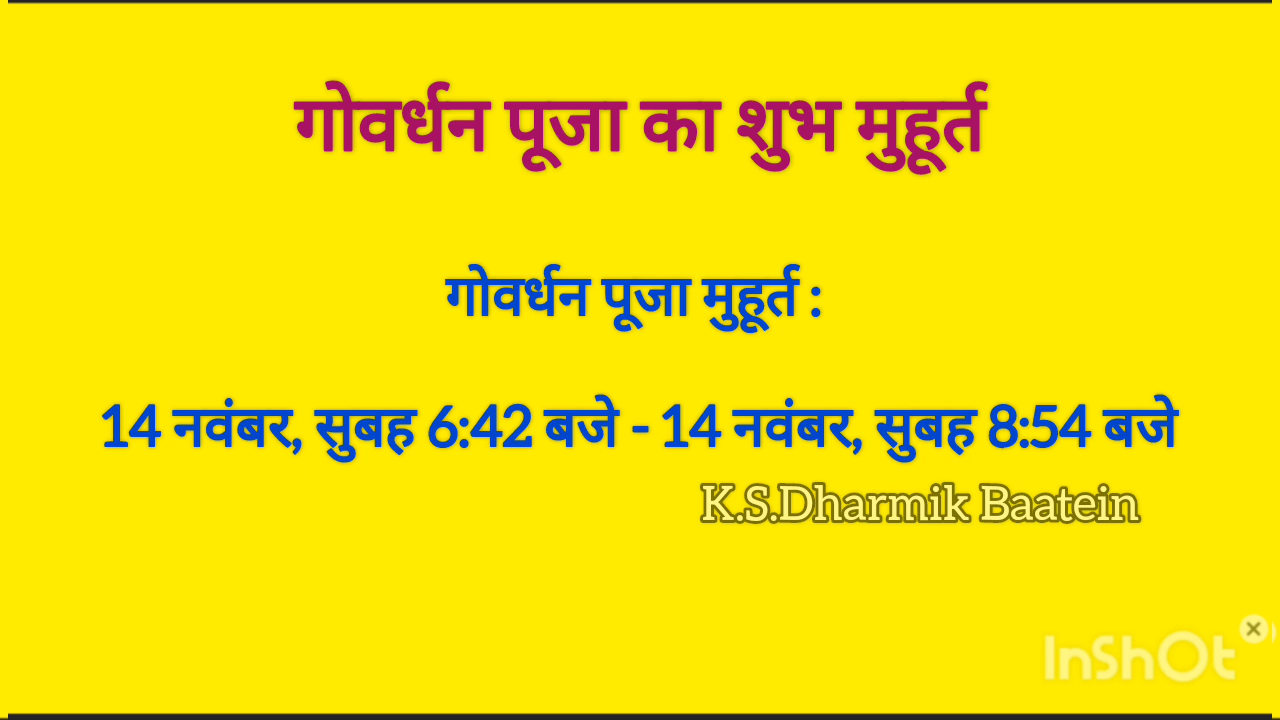 गोवर्धन पूजा का शुभ मुहूर्त
गोवर्धन पूजा मुहूर्त :
14 नवंबर, सुबह 6:42 बजे - 14 नवंबर, सुबह 8:54 बजे
K.S.Dharmik Baatein
InShOt